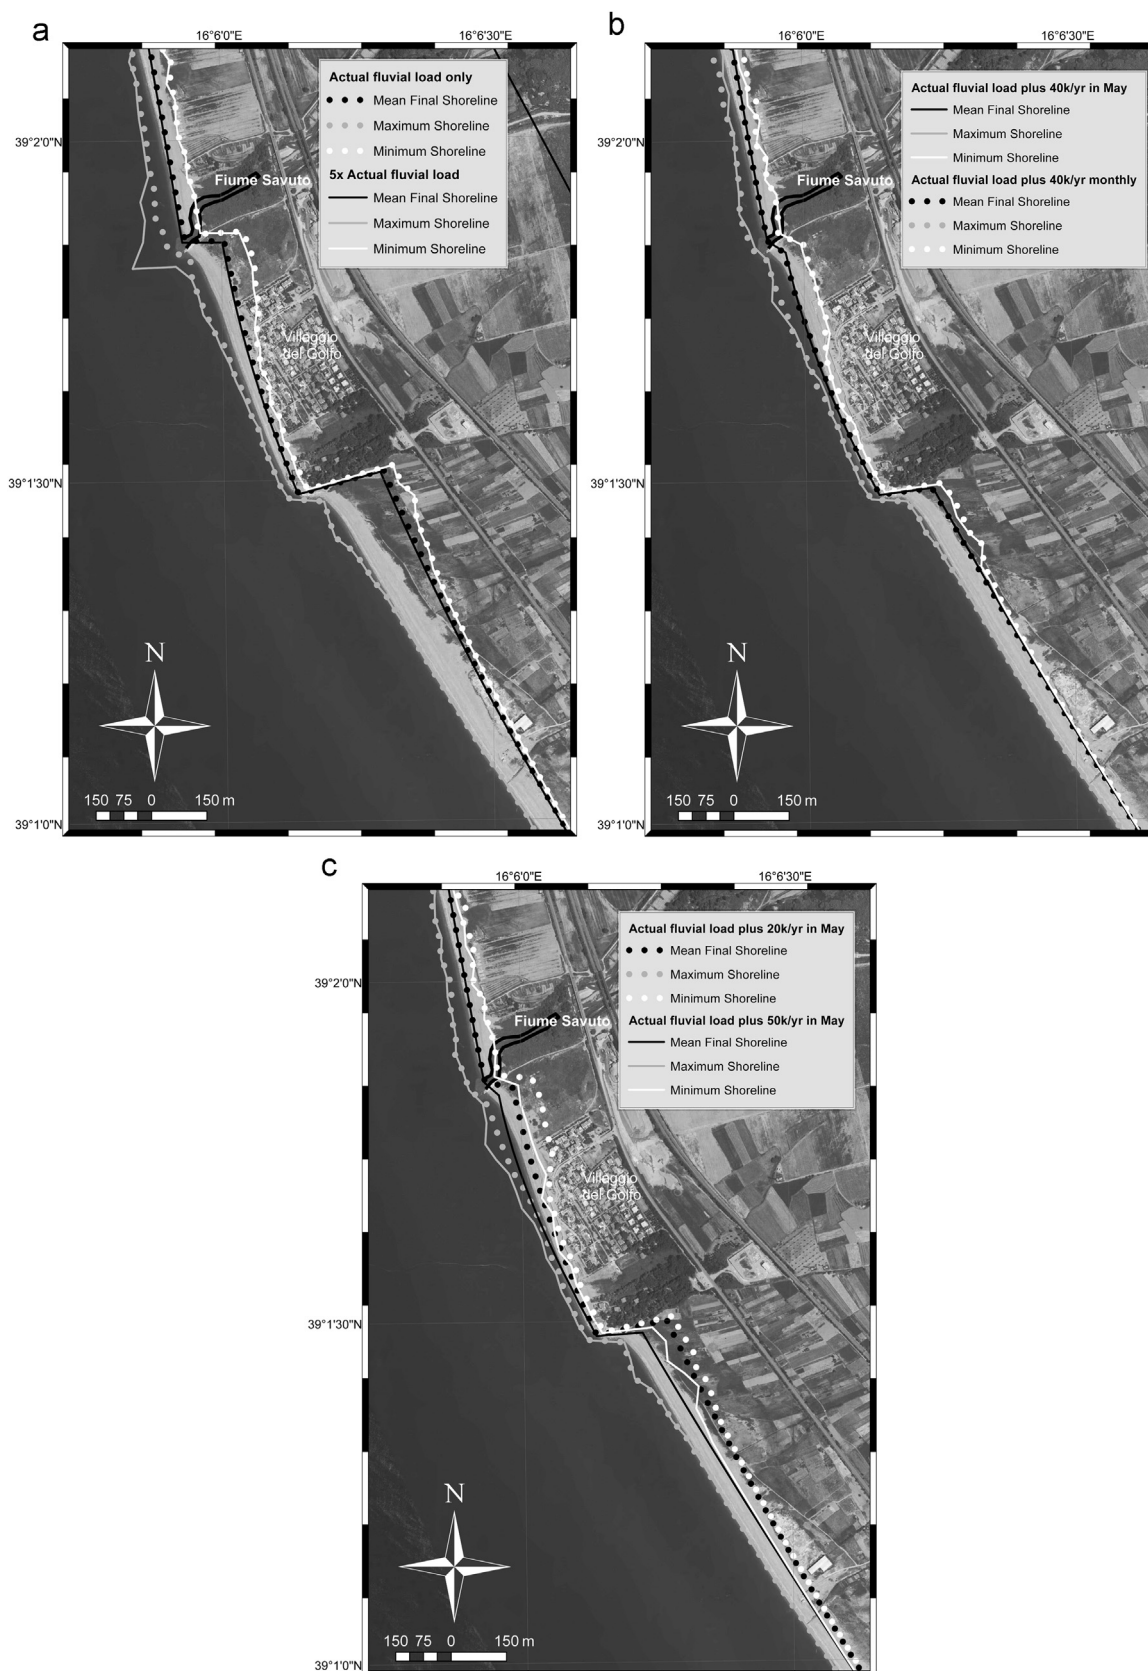 a
16°6'0"E
16°6'30"E
39°2'0"N
39°1'30"N
39°1'0"N
Actual fluvial load only
Mean Final Shoreline
Maximum Shoreline
Minimum Shoreline
5x Actual fluvial load
Mean Final Shoreline
Maximum Shoreline
Minimum Shoreline
Fiume Savuto
Villaggio
del Golfo
N
150 75 0 150 m
b
16°6'0"E
16°6'30"E
39°2'0"N
39°1'30"N
39°1'0"N
Actual fluvial load plus 40k/yr in May
Mean Final Shoreline
Maximum Shoreline
Minimum Shoreline
Actual fluvial load plus 40k/yr monthly
Mean Final Shoreline
Maximum Shoreline
Minimum Shoreline
Fiume Savuto
Villaggio
del Golfo
N
150 75 0 150 m
c
16°6'0"E
16°6'30"E
39°2'0"N
39°1'30"N
39°1'0"N
Actual fluvial load plus 20k/yr in May
Mean Final Shoreline
Maximum Shoreline
Minimum Shoreline
Actual fluvial load plus 50k/yr in May
Mean Final Shoreline
Maximum Shoreline
Minimum Shoreline
Fiume Savuto
Villaggio
del Golfo
N
150 75 0 150 m